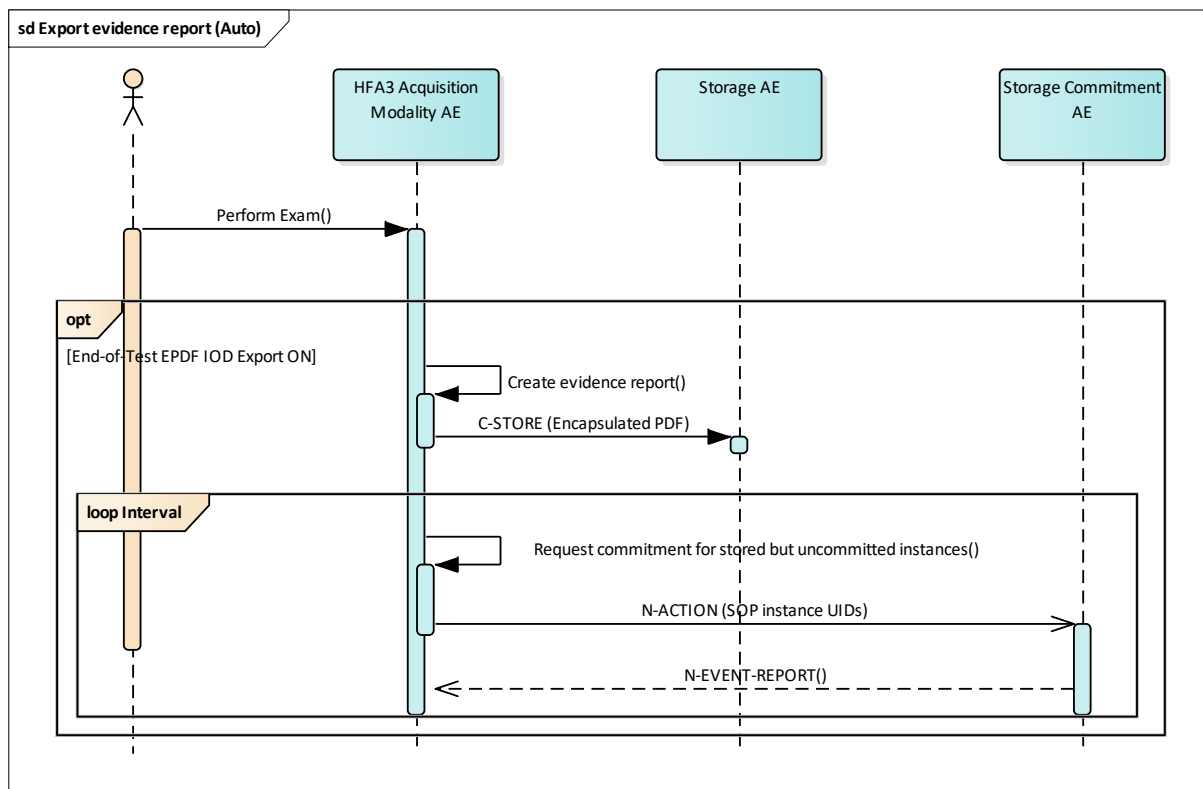 sd Export evidence report (Auto)
HFA3 Acquisition
Modality AE
Storage AE
Storage Commitment
AE
Perform Exam()
opt
[End-of-Test EPDF IOD Export ON]
Create evidence report()
C-STORE (Encapsulated PDF)
loop Interval
Request commitment for stored but uncommitted instances()
N-ACTION (SOP instance UIDs)
N-EVENT-REPORT()